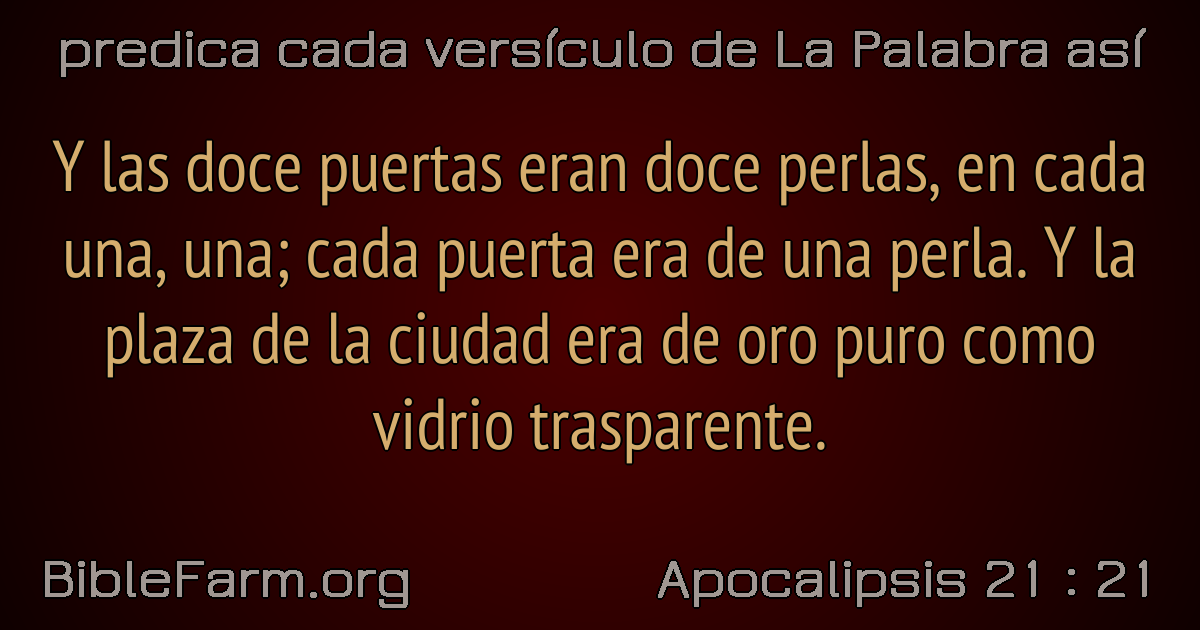 predica cada versículo de La Palabra así
Y las doce puertas eran doce perlas, en cada
una, una; cada puerta era de una perla. Y la
plaza de la ciudad era de oro puro como
vidrio trasparente.
BibleFarm.org
Apocalipsis 21 : 21